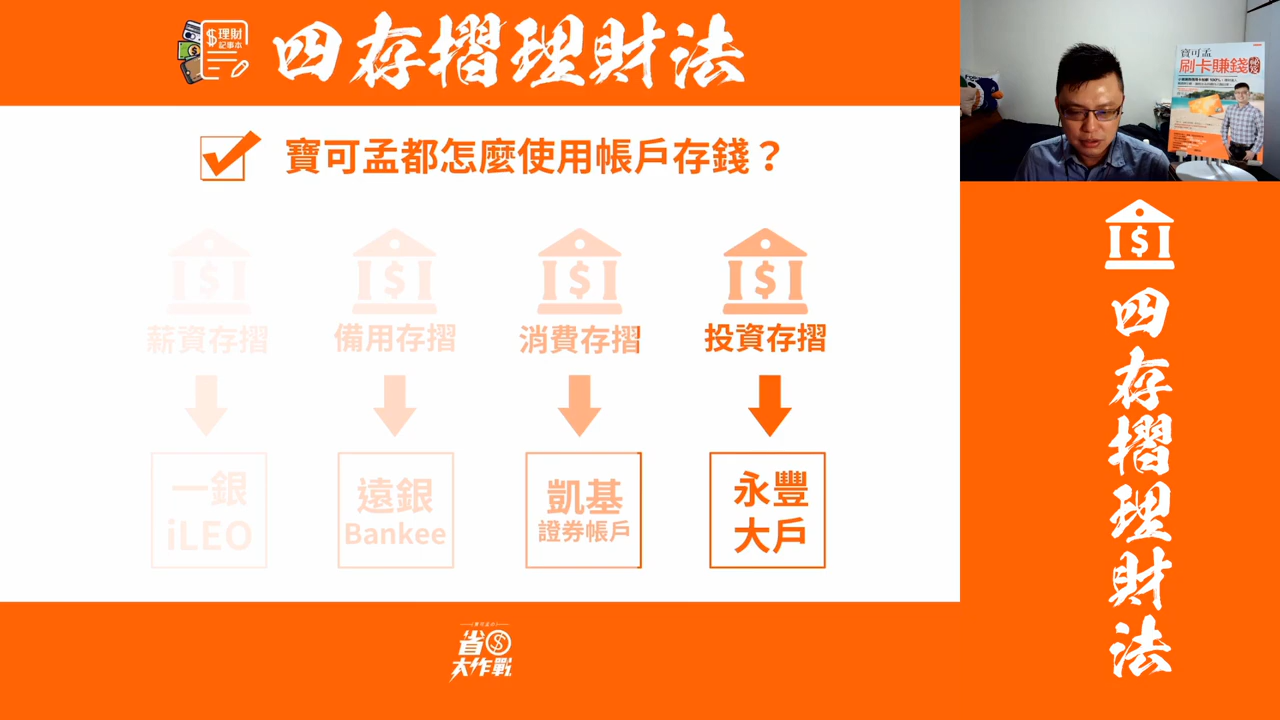 理財
記事本
四存摺理財法
寶可孟都怎麼使用帳戶存錢？
薪資存摺
備用存摺
消費存摺
投資存摺
一銀
iLEO
遠銀
Bankee
凱基
證券帳戶
永豐
大戶
省
大作戰
寶可孟
刷卡賺錢
四存摺理財法